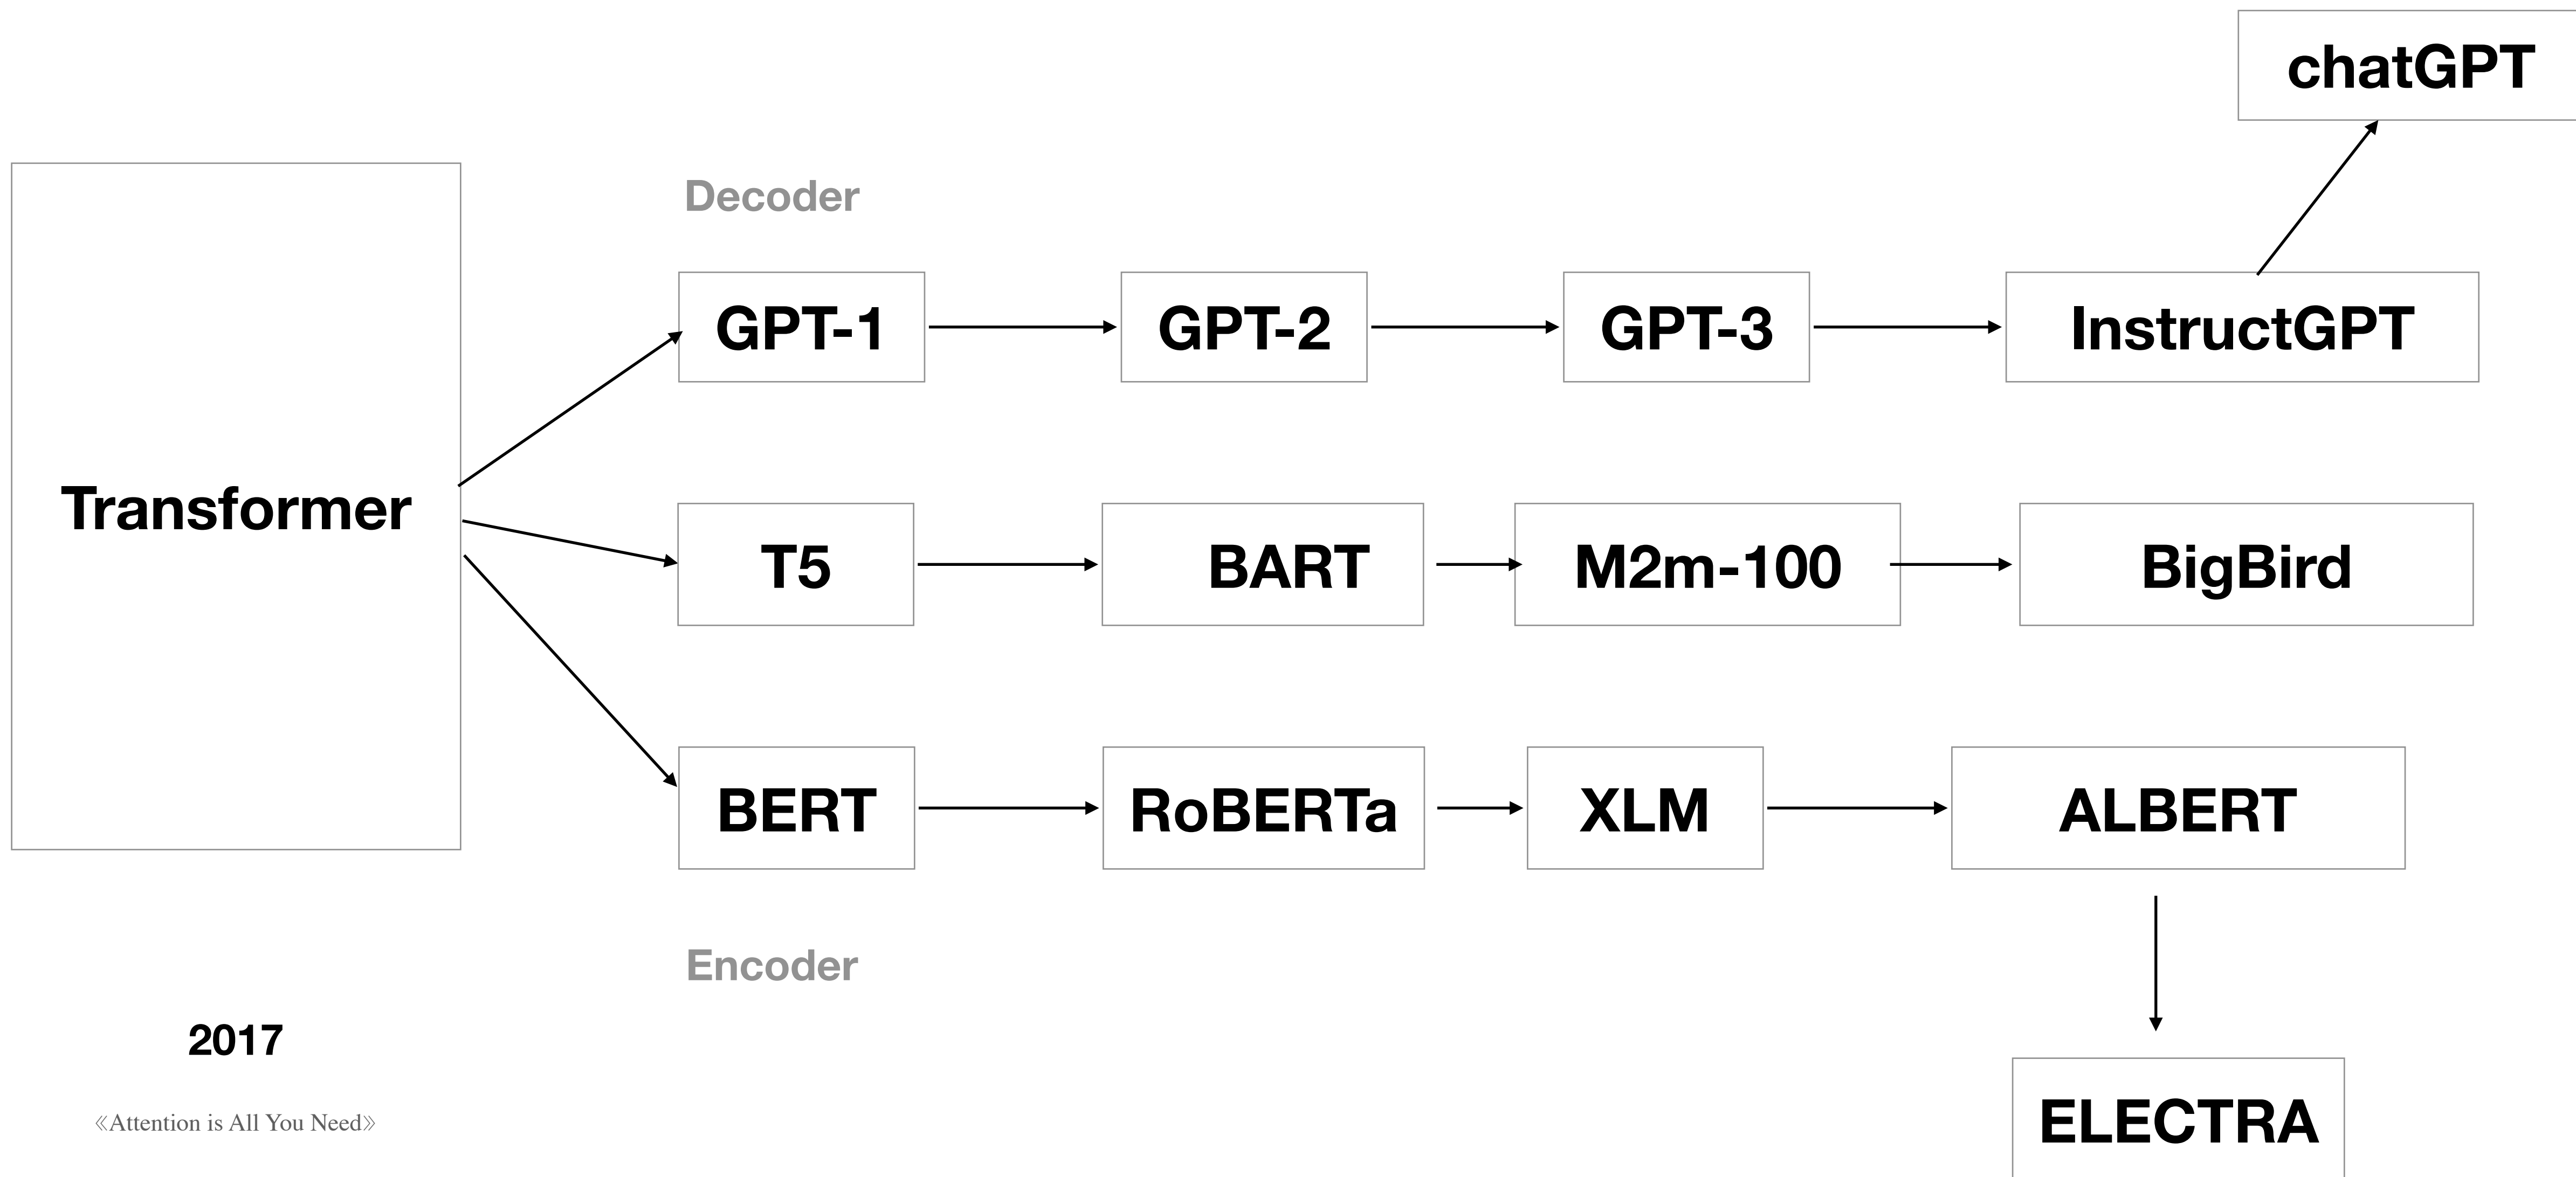 chatGPT
Decoder
GPT-1
GPT-2
GPT-3
InstructGPT
Transformer
T5
BART
M2m-100
BigBird
BERT
RoBERTa
XLM
ALBERT
Encoder
2017
《Attention is All You Need》
ELECTRA